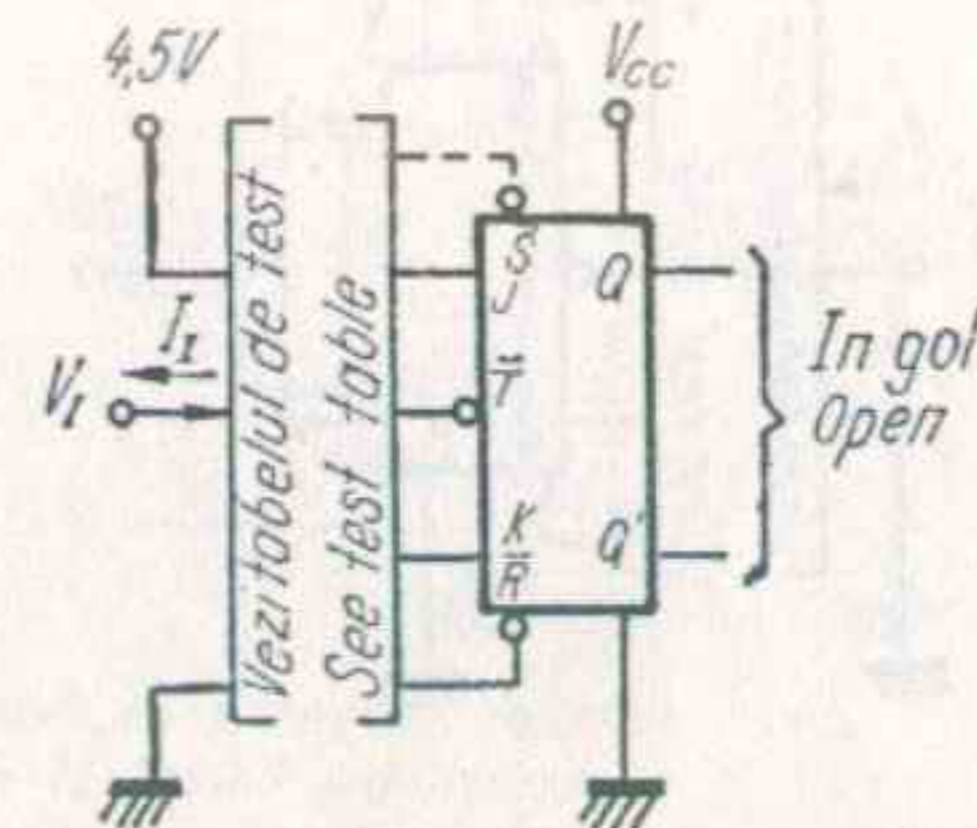 4,5V
Vcc
Vezi tabelul de test
See test table
S
J
Q
I₁
V₁
T̄
In gol
Open
K
R̄
Q'